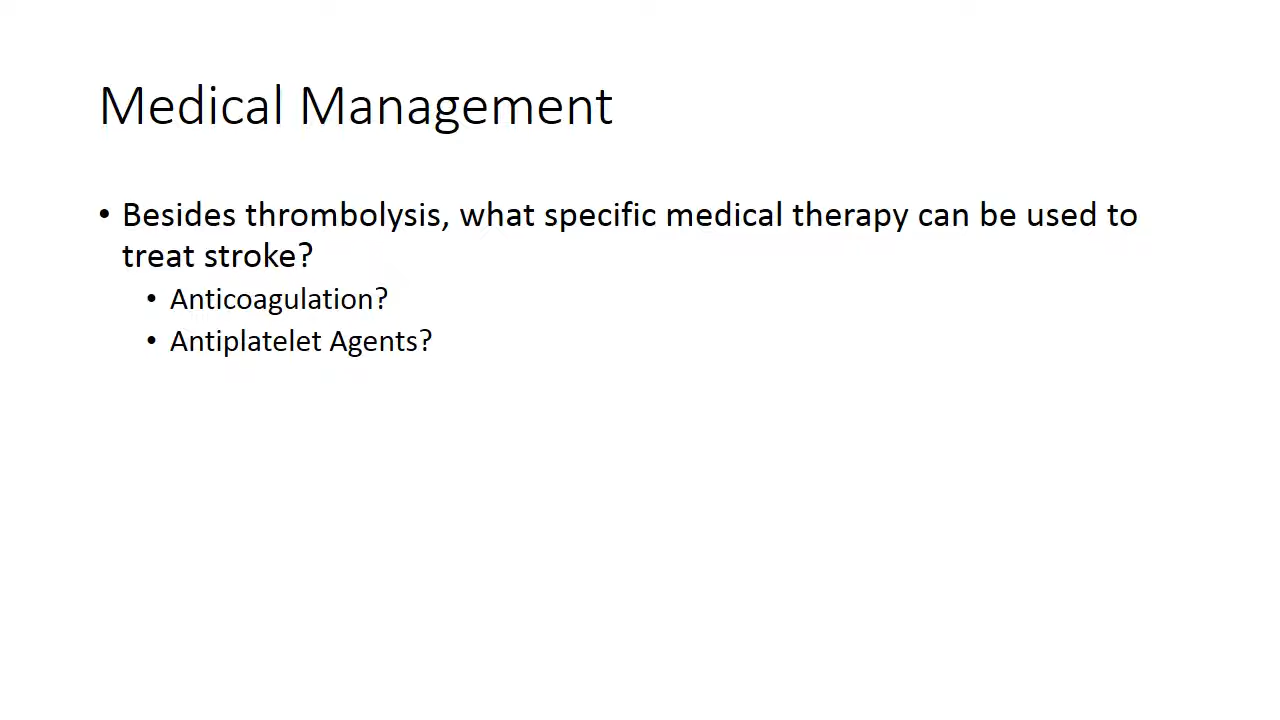 Medical Management
• Besides thrombolysis, what specific medical therapy can be used to
treat stroke?
• Anticoagulation?
• Antiplatelet Agents?